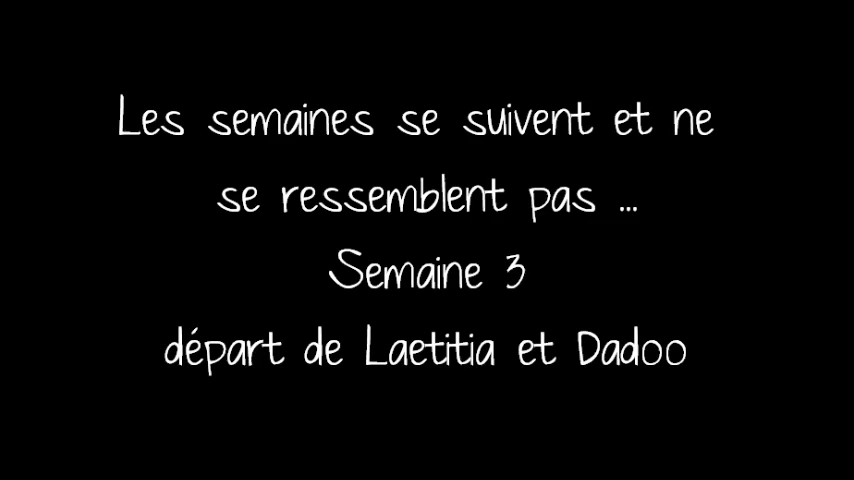 Les semaines se suivent et ne
se ressemblent pas ...
Semaine 3
départ de Laetitia et Dadoo